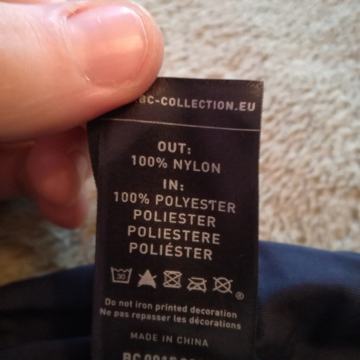 BC-COLLECTION.EU
OUT:
100% NYLON
IN:
100% POLYESTER
POLIESTER
POLIESTERE
POLIÉSTER
30
Do not iron printed decoration
Ne pas repasser les décorations
MADE IN CHINA